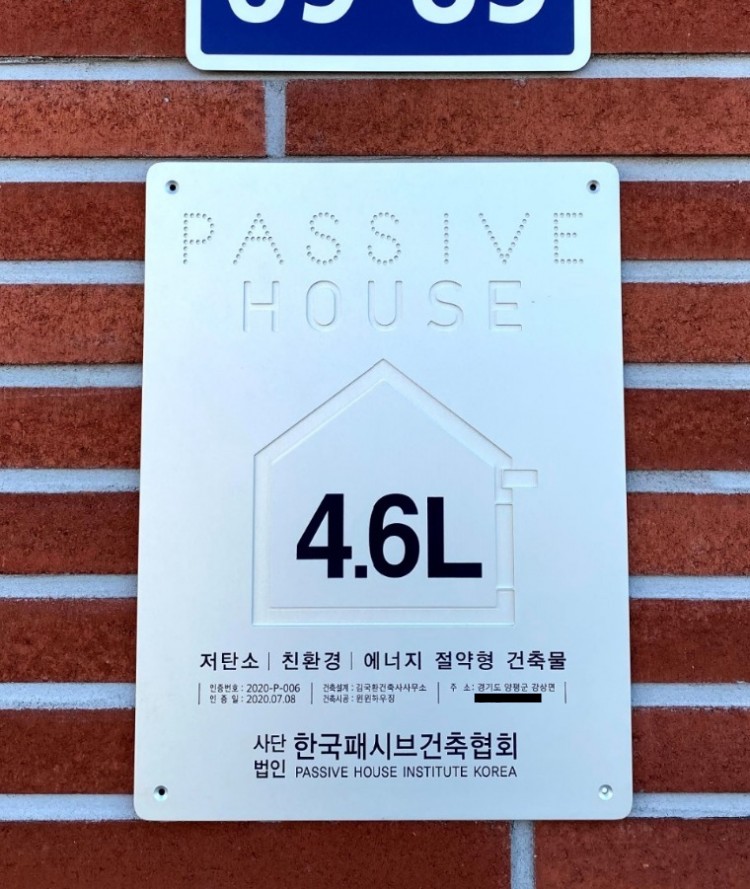 PASSIVE
HOUSE
4.6L
저탄소 | 친환경 | 에너지 절약형 건축물
인증번호 : 2020-P-006
인 증 일 : 2020.07.08
건축설계 : 김국환건축사사무소
건축시공 : 윈윈하우징
주 소 : 경기도 양평군 강상면
사단법인 한국패시브건축협회
PASSIVE HOUSE INSTITUTE KOREA